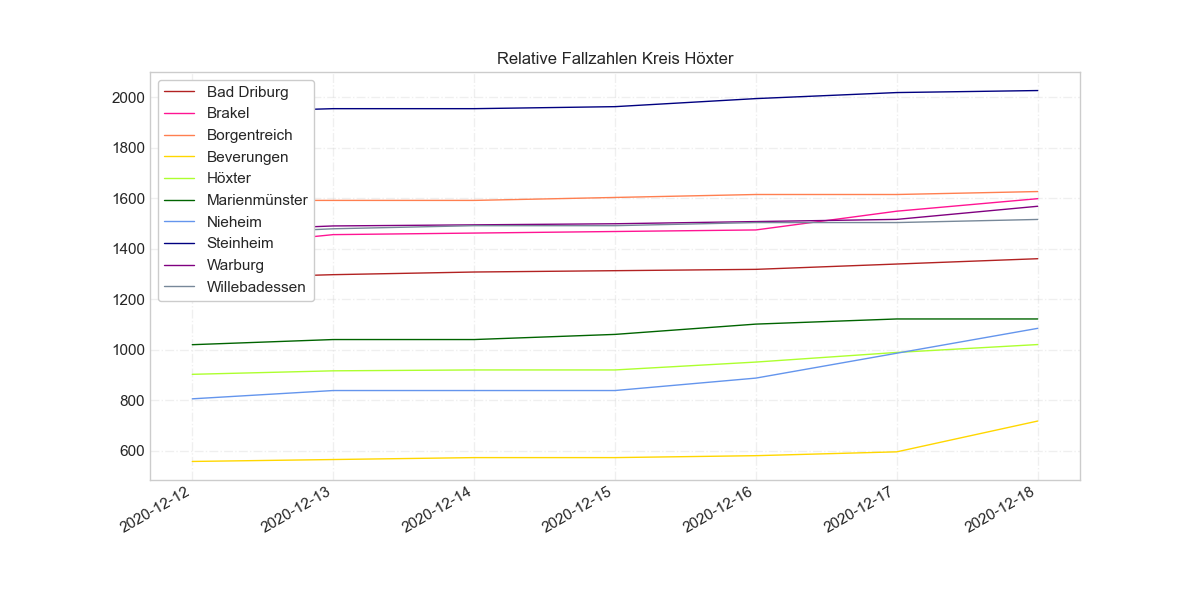 Relative Fallzahlen Kreis Höxter
2000
1800
1600
1400
1200
1000
800
600
Bad Driburg
Brakel
Borgentreich
Beverungen
Höxter
Marienmünster
Nieheim
Steinheim
Warburg
Willebadessen
2020-12-12
2020-12-13
2020-12-14
2020-12-15
2020-12-16
2020-12-17
2020-12-18